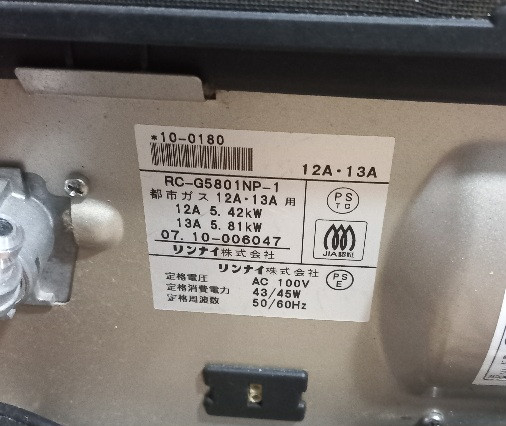 *10-0180
12A・13A
RC-G5801NP-1
都市ガス 12A・13A 用
12A 5.42kW
13A 5.81kW
07.10-006047
リンナイ株式会社
PS
TG
JIA認証
リンナイ株式会社
定格電圧 AC 100V
定格消費電力 43/45W
定格周波数 50/60Hz
PS
E